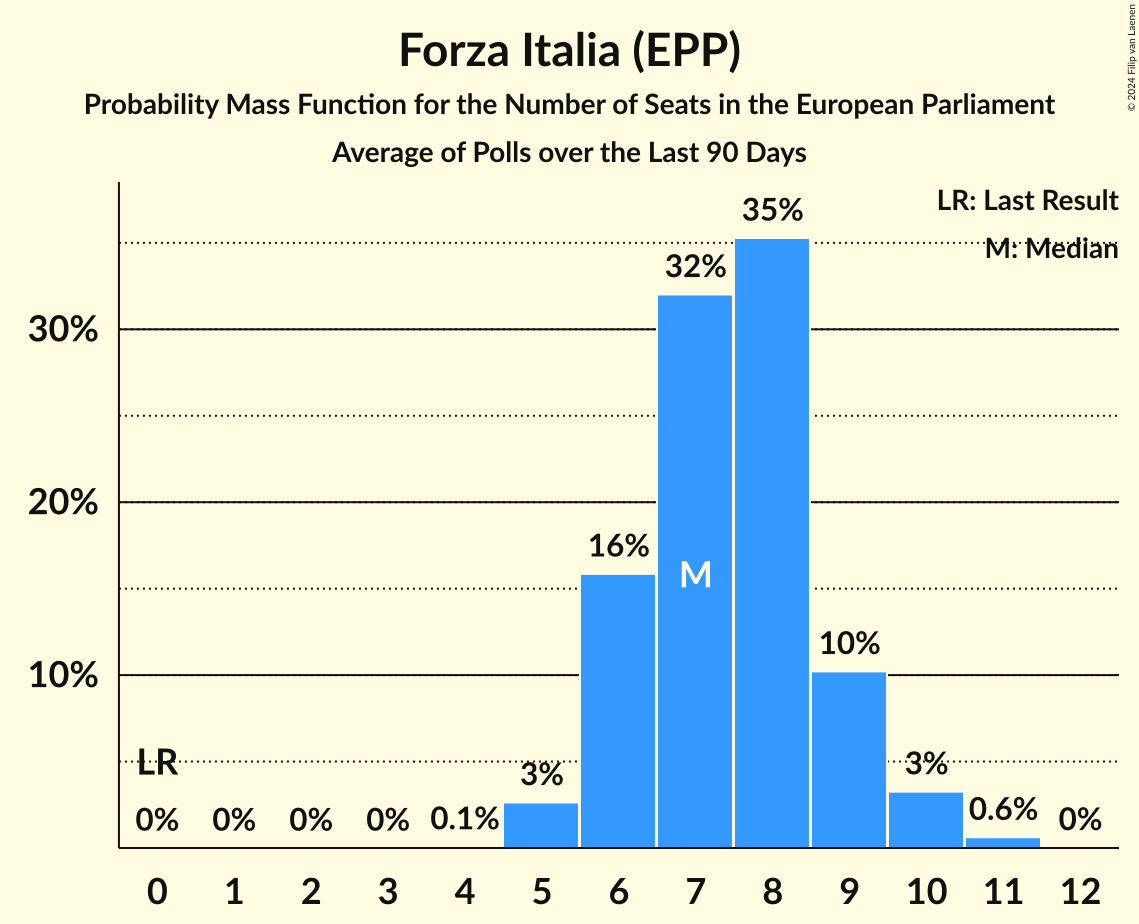 Forza Italia (EPP)
Probability Mass Function for the Number of Seats in the European Parliament
Average of Polls over the Last 90 Days
© 2024 Filip van Laenen
LR: Last Result
M: Median
35%
32%
30%
20%
16%
M
10%
10%
LR
3%
3%
0% 0% 0% 0% 0.1% 0.6% 0%
0 1 2 3 4 5 6 7 8 9 10 11 12